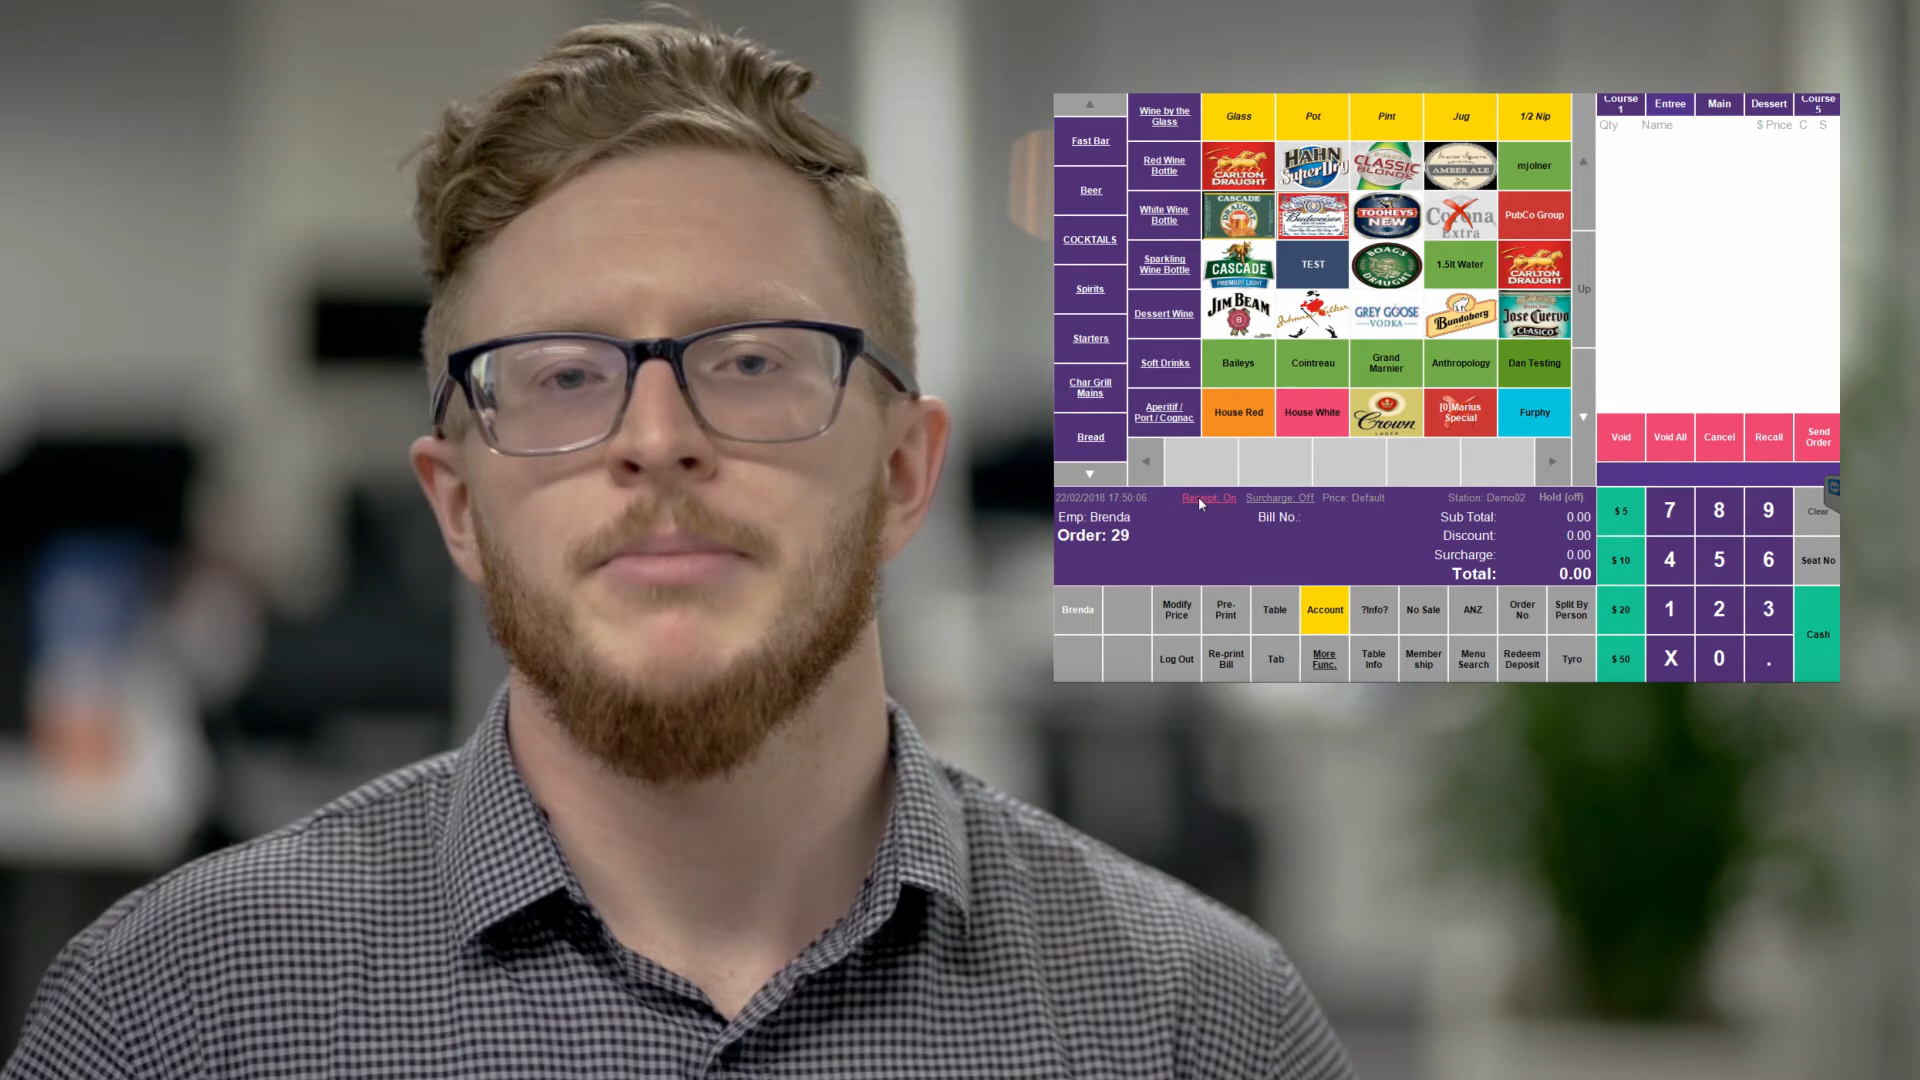 Fast Bar
Beer
COCKTAILS
Spirits
Starters
Char Grill
Mains
Bread
Wine by the
Glass
Red Wine
Bottle
White Wine
Bottle
Sparkling
Wine Bottle
Dessert Wine
Soft Drinks
Aperitif /
Port / Cognac
Glass
Pot
Pint
Jug
1/2 Nip
CARLTON
DRAUGHT
HAHN
SuperDry
BOAGS
CLASSIC
BLONDE
AMBER ALE
mjolner
CASCADE
DRAUGHT
Budweiser
TOOHEYS
NEW
Corona
Extra
PubCo Group
CASCADE
PREMIUM LIGHT
TEST
BOAG'S
DRAUGHT
1.5lt Water
CARLTON
DRAUGHT
JIM BEAM
B
Johnnie Walker
GREY GOOSE
VODKA
Bundaberg
Jose Cuervo
CLASICO
Baileys
Cointreau
Grand
Marnier
Anthropology
Dan Testing
House Red
House White
Crown
LAGER
[0]Marius
Special
Furphy
Up
Course
1
Entree
Main
Dessert
Course
5
Qty Name $ Price C S
Void
Void All
Cancel
Recall
Send
Order
22/02/2018 17:50:06 Receipt: On Surcharge: Off Price: Default Station: Demo02 Hold (off)
Emp: Brenda
Order: 29
Bill No.:
Sub Total: 0.00
Discount: 0.00
Surcharge: 0.00
Total: 0.00
$ 5
7
8
9
Clear
$ 10
4
5
6
Seat No
$ 20
1
2
3
Cash
$ 50
X
0
.
Brenda
Modify
Price
Pre-
Print
Table
Account
?Info?
No Sale
ANZ
Order
No
Split By
Person
Log Out
Re-print
Bill
Tab
More
Func.
Table
Info
Member
ship
Menu
Search
Redeem
Deposit
Tyro